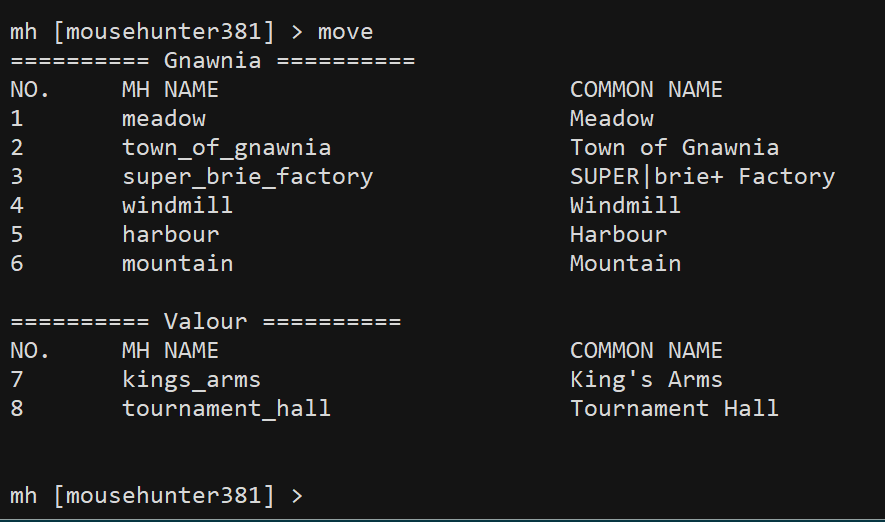 mh [mousehunter381] > move
========== Gnawnia ==========
NO. MH NAME COMMON NAME
1 meadow Meadow
2 town_of_gnawnia Town of Gnawnia
3 super_brie_factory SUPER|brie+ Factory
4 windmill Windmill
5 harbour Harbour
6 mountain Mountain
========== Valour ==========
NO. MH NAME COMMON NAME
7 kings_arms King's Arms
8 tournament_hall Tournament Hall
mh [mousehunter381] >